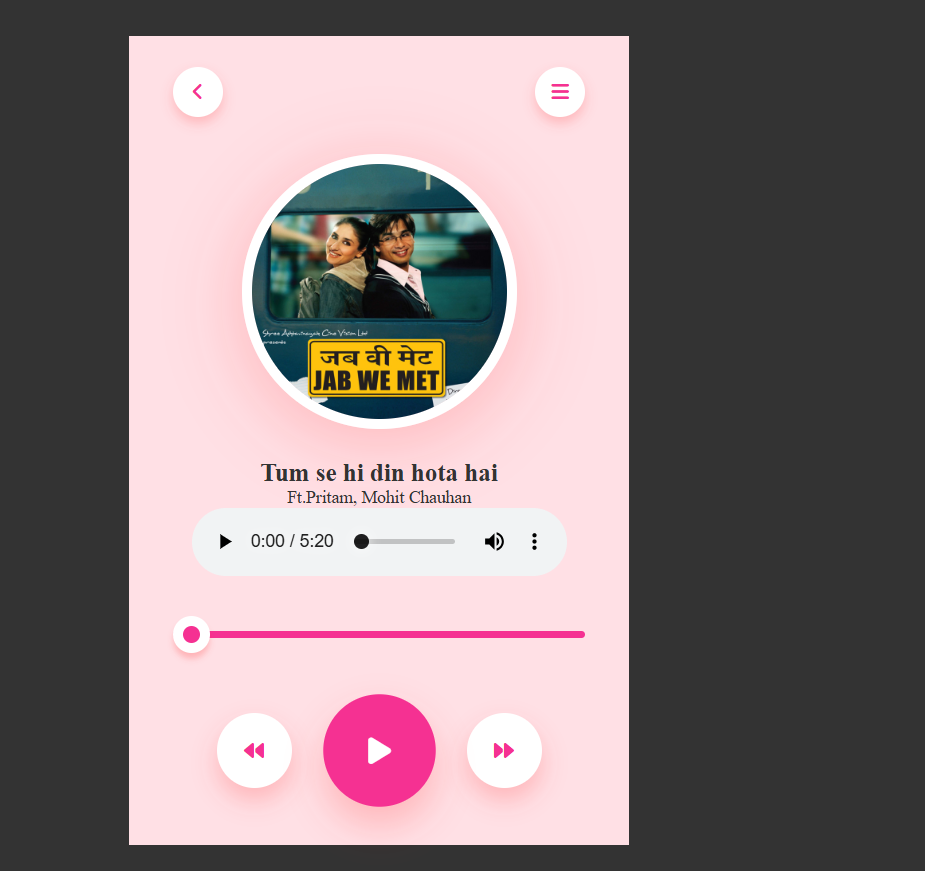 Shree Ashtavinayak Cine Vision Ltd
presents
जब वी मेट
JAB WE MET
Tum se hi din hota hai
Ft.Pritam, Mohit Chauhan
0:00 / 5:20